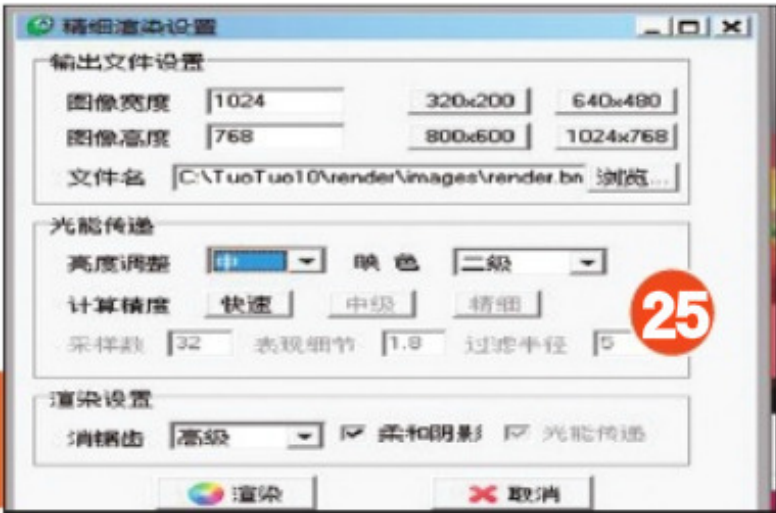 精细渲染设置
输出文件设置
图像宽度 1024 320x200 640x480
图像高度 768 800x600 1024x768
文件名 C:\TuoTuo10\render\images\render.bm 浏览...
光能传递
亮度调整 中 映色 二级
计算精度 快速 中级 精细
25
采样数 32 表现细节 1.8 过滤半径 5
渲染设置
消锯齿 高级 柔和阴影 光能传递
渲染 取消